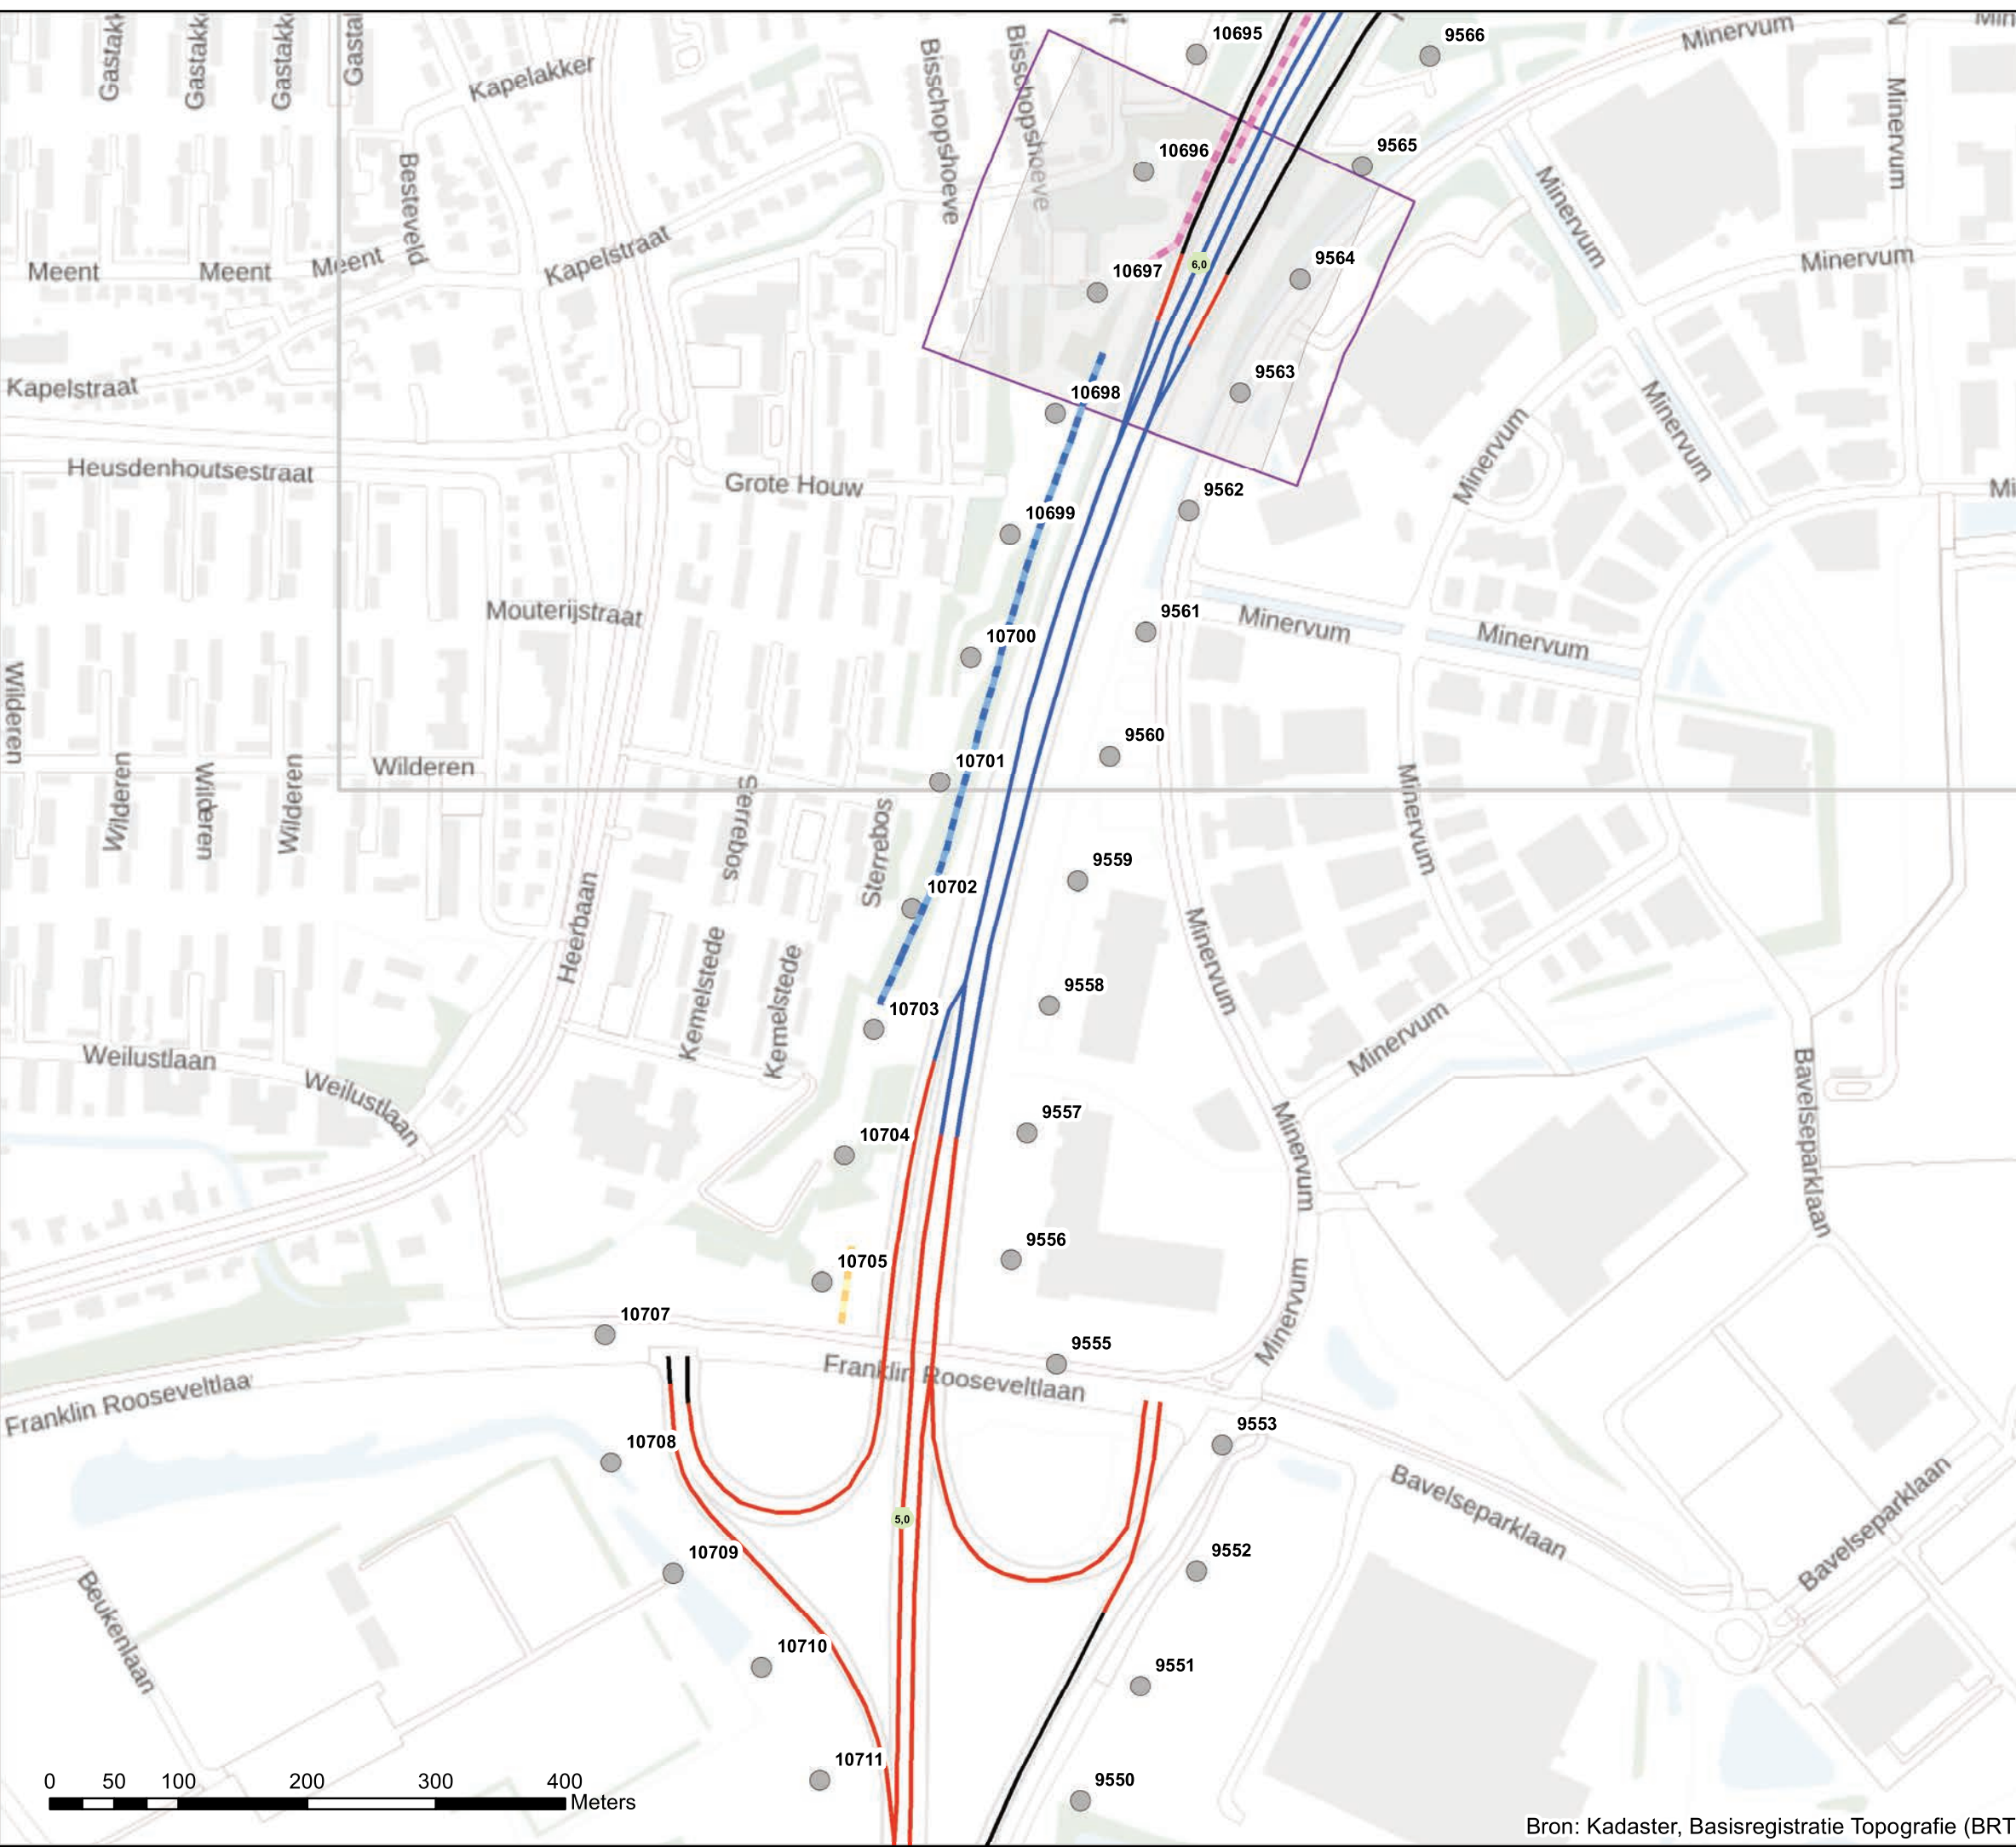 Gastakk
Gastakk
Gastakk
Gastal
Kapelakker
Bisschopshoeve
Bisschopshoeve
10695
9566
Minervum
Minervum
Besteveld
10696
9565
Minervum
Meent
Meent
Meent
Kapelstraat
10697
6,0
9564
Minervum
Kapelstraat
10698
9563
Minervum
Minervum
Heusdenhoutsestraat
Grote Houw
9562
10699
Mouterijstraat
9561
Minervum
Minervum
10700
Wilderen
Wilderen
Wilderen
Wilderen
Wilderen
9560
10701
Sterrebos
Sterrebos
Minervum
9559
10702
Heerbaan
Kemelstede
Kemelstede
Minervum
9558
10703
Minervum
Weilustlaan
Weilustlaan
Bavelseparklaan
9557
10704
Minervum
9556
10705
Minervum
10707
9555
Franklin Rooseveltlaan
Franklin Rooseveltlaa
9553
10708
Bavelseparklaan
Bavelseparklaan
5,0
10709
9552
Beukenlaan
10710
9551
10711
9550
0 50 100 200 300 400
Meters
Bron: Kadaster, Basisregistratie Topografie (BRT